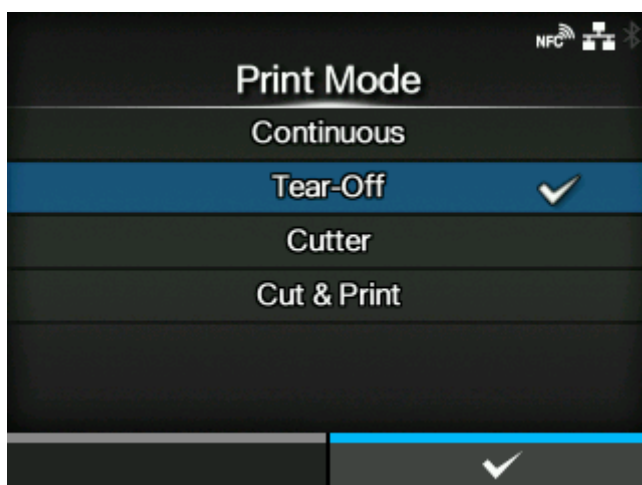 NFC
Print Mode
Continuous
Tear-Off
Cutter
Cut & Print